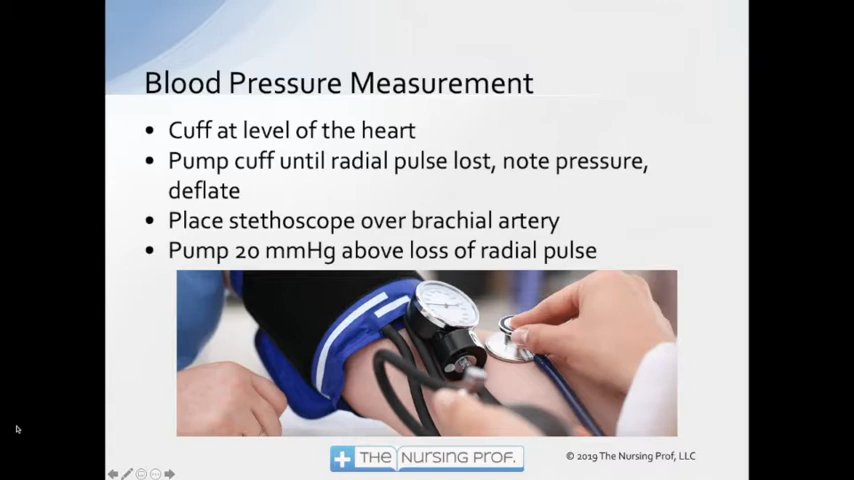 Blood Pressure Measurement
• Cuff at level of the heart
• Pump cuff until radial pulse lost, note pressure,
deflate
• Place stethoscope over brachial artery
• Pump 20 mmHg above loss of radial pulse
THE NURSING PROF.
© 2019 The Nursing Prof, LLC